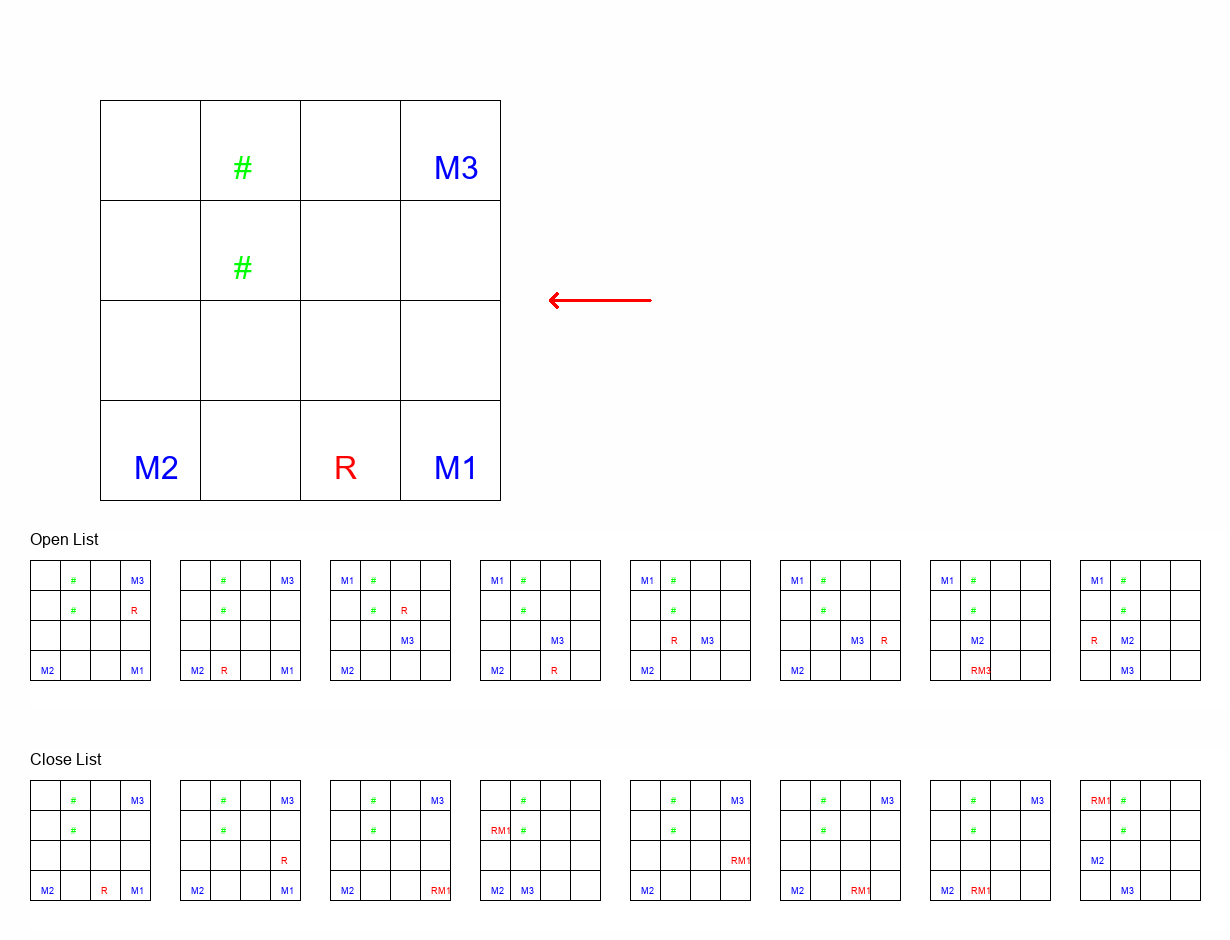 # M3
#
M2 R M1
Open List
# M3 # M3 M1 # M1 # M1 # M1 # M1 # M1 #
# R # # R # # # # #
M3 M3 R M3 M3 R M2 R M2
M2 M1 M2 R M1 M2 M2 R M2 M2 RM3 M3
Close List
# M3 # M3 # M3 # # M3 # M3 # M3 RM1 #
# # # RM1 # # # # #
R RM1 M2
M2 R M1 M2 M1 M2 RM1 M2 M3 M2 M2 RM1 M2 RM1 M3